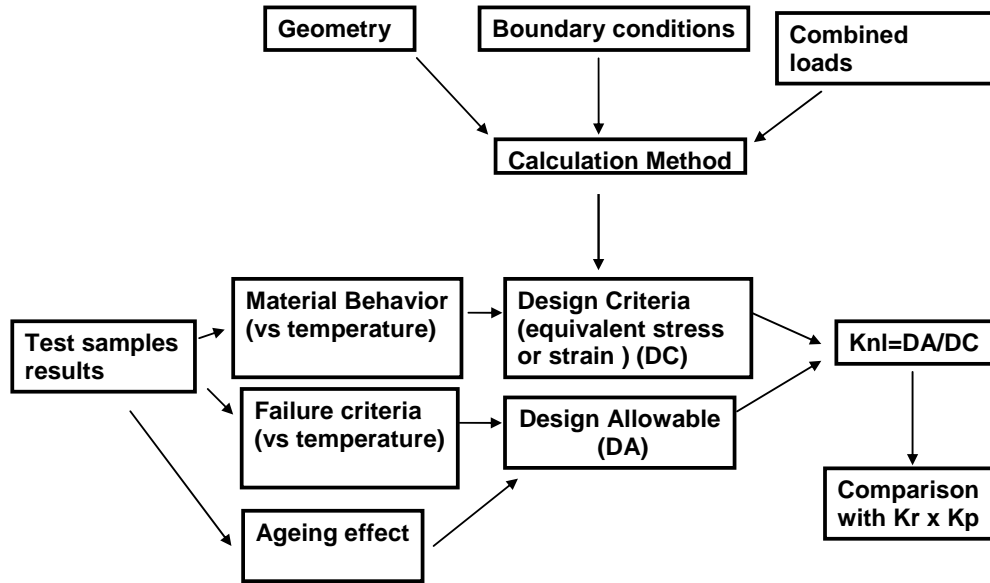 Geometry
Boundary conditions
Combined
loads
Calculation Method
Material Behavior
(vs temperature)
Design Criteria
(equivalent stress
or strain ) (DC)
Test samples
results
Knl=DA/DC
Failure criteria
(vs temperature)
Design Allowable
(DA)
Comparison
with Kr x Kp
Ageing effect